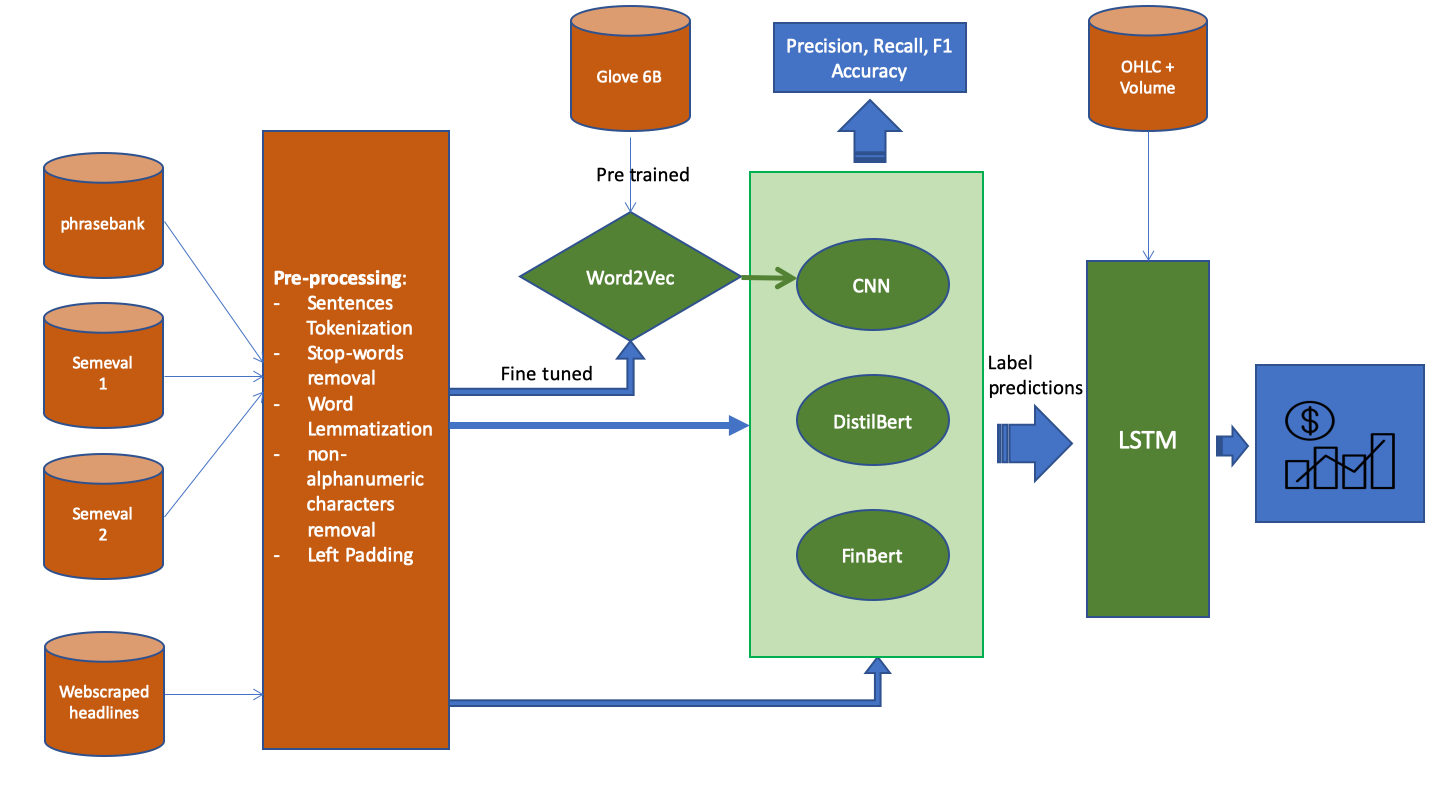 Glove 6B
Precision, Recall, F1
Accuracy
OHLC +
Volume
phrasebank
Semeval
1
Semeval
2
Webscraped
headlines
Pre-processing:
- Sentences
Tokenization
- Stop-words
removal
- Word
Lemmatization
- non-
alphanumeric
characters
removal
- Left Padding
Pre trained
Word2Vec
Fine tuned
CNN
DistilBert
FinBert
Label
predictions
LSTM
$